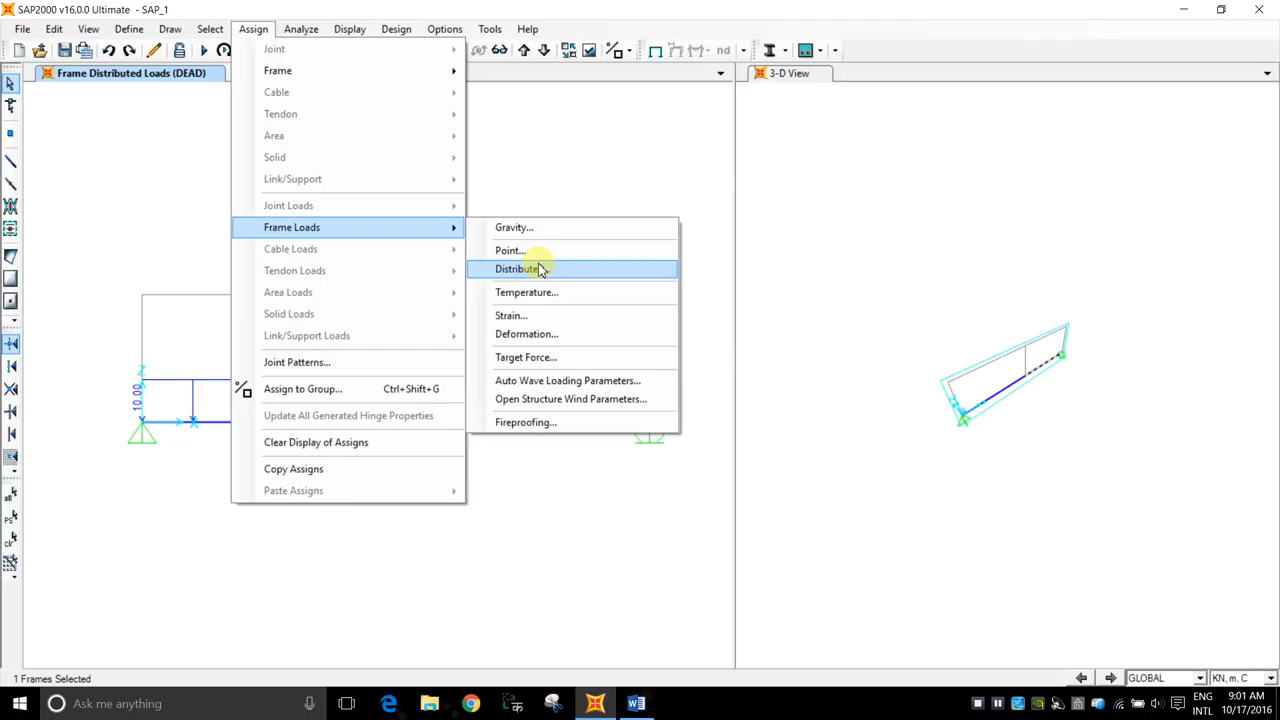 SAP2000 v16.0.0 Ultimate - SAP_1
File Edit View Define Draw Select Assign Analyze Display Design Options Tools Help
nd
Frame Distributed Loads (DEAD)
3-D View
Joint
Frame
Cable
Tendon
Area
Solid
Link/Support
Joint Loads
Frame Loads
Cable Loads
Tendon Loads
Area Loads
Solid Loads
Link/Support Loads
Joint Patterns...
Assign to Group... Ctrl+Shift+G
Update All Generated Hinge Properties
Clear Display of Assigns
Copy Assigns
Paste Assigns
Gravity...
Point...
Distribute
Temperature...
Strain...
Deformation...
Target Force...
Auto Wave Loading Parameters...
Open Structure Wind Parameters...
Fireproofing...
10.00
Z
all
PS
clr
1 Frames Selected
GLOBAL
KN, m, C
Ask me something
ENG
INTL
9:01 AM
10/17/2016